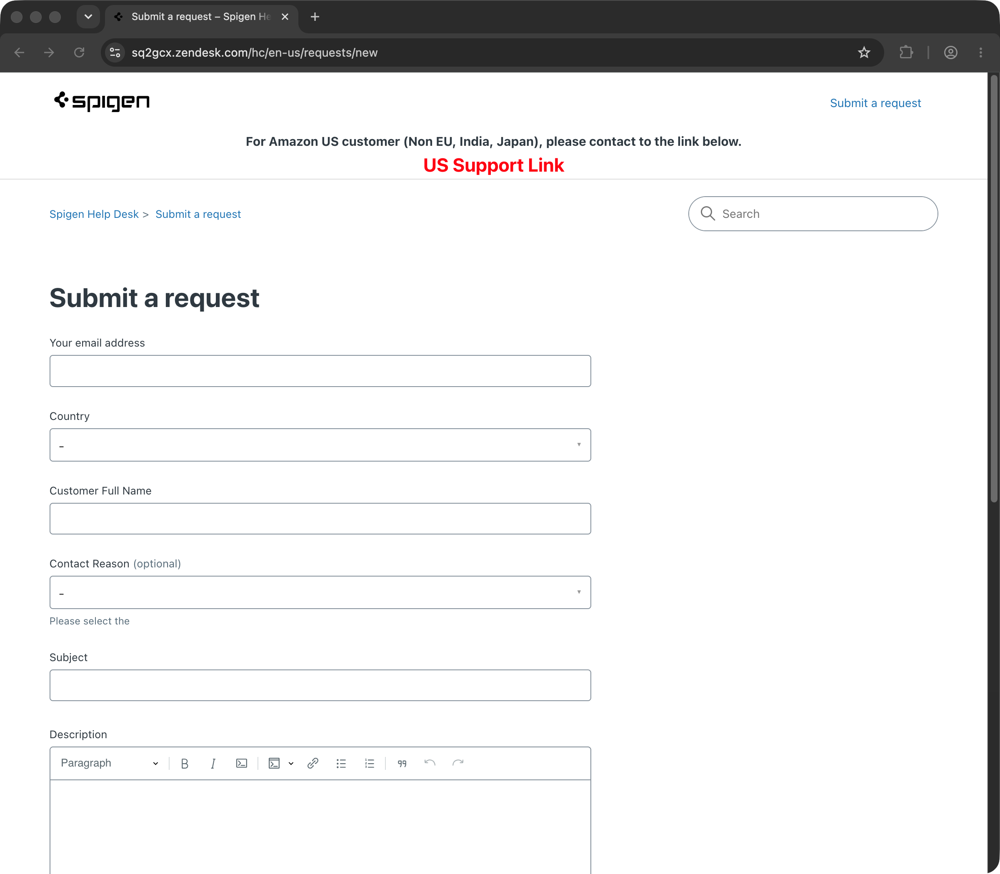 Submit a request – Spigen He
sq2gcx.zendesk.com/hc/en-us/requests/new
spigen
Submit a request
For Amazon US customer (Non EU, India, Japan), please contact to the link below.
US Support Link
Spigen Help Desk > Submit a request
Search
Submit a request
Your email address
Country
-
Customer Full Name
Contact Reason (optional)
-
Please select the
Subject
Description
Paragraph